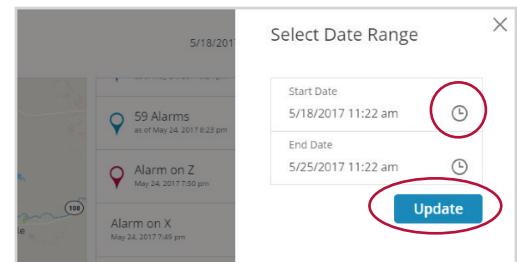 5/18/201
Select Date Range
59 Alarms
as of May 24, 2017 8:23 pm
Alarm on Z
May 24, 2017 7:50 pm
108
le
Alarm on X
May 24, 2017 7:49 pm
Start Date
5/18/2017 11:22 am
End Date
5/25/2017 11:22 am
Update